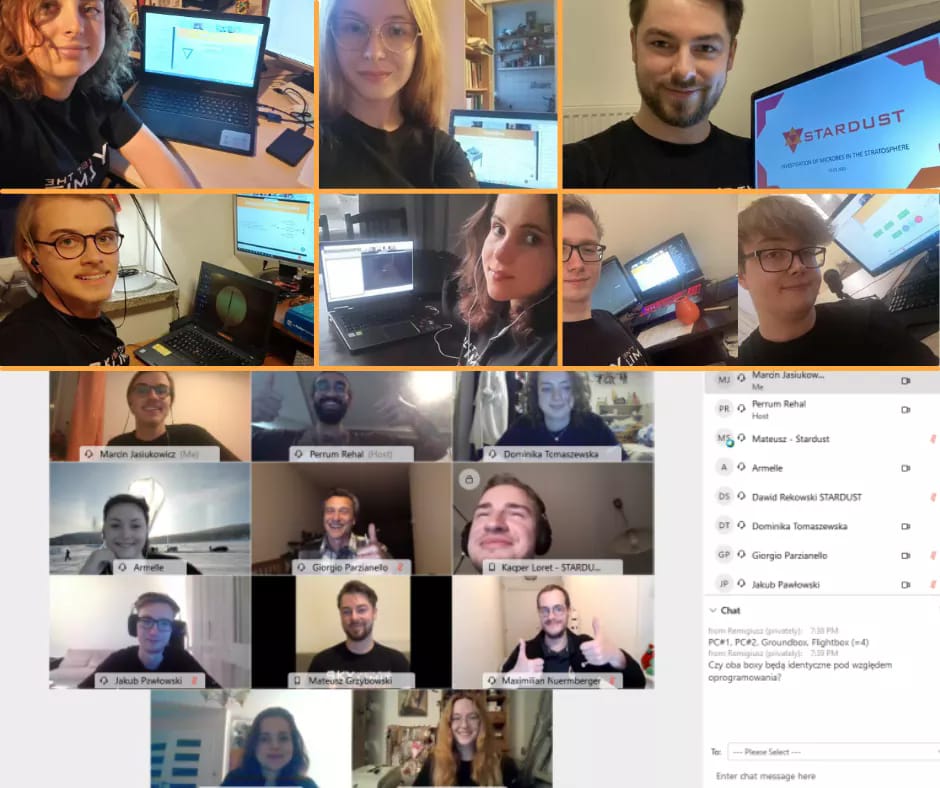 STARDUST
INVESTIGATION OF MICROBES IN THE STRATOSPHERE
Marcin Jasiukowicz (Me)
Perrum Rehal (Host)
Dominika Tomaszewska
Armelle
Giorgio Parzianello
Kacper Loret - STARDU...
Jakub Pawłowski
Mateusz Grzybowski
Maximilian Nuermberger
MJ Marcin Jasiukow...
Me
PR Perrum Rehal
Host
MS Mateusz - Stardust
A Armelle
DS Dawid Rekowski STARDUST
DT Dominika Tomaszewska
GP Giorgio Parzianello
JP Jakub Pawłowski
Chat
from Remigiusz (privately): 7:38 PM
PC#1, PC#2, Groundbox, Flightbox (=4)
from Remigiusz (privately): 7:39 PM
Czy oba boxy będą identyczne pod względem
oprogramowania?
To: --- Please Select ---
Enter chat message here